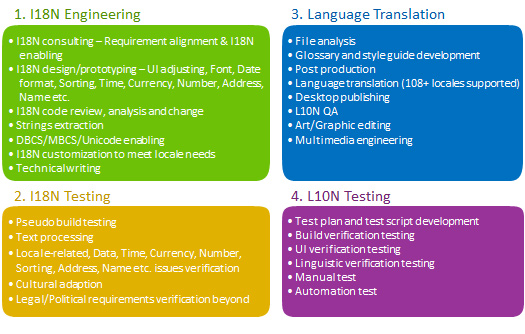 1. I18N Engineering
• I18N consulting – Requirement alignment & I18N
enabling
• I18N design/prototyping – UI adjusting, Font, Date
format, Sorting, Time, Currency, Number, Address,
Name etc.
• I18N code review, analysis and change
• Strings extraction
• DBCS/MBCS/Unicode enabling
• I18N customization to meet locale needs
• Technical writing
2. I18N Testing
• Pseudo build testing
• Text processing
• Locale-related, Data, Time, Currency, Number,
Sorting, Address, Name etc. issues verification
• Cultural adaption
• Legal/Political requirements verification beyond
3. Language Translation
• File analysis
• Glossary and style guide development
• Post production
• Language translation (108+ locales supported)
• Desktop publishing
• L10N QA
• Art/Graphic editing
• Multimedia engineering
4. L10N Testing
• Test plan and test script development
• Build verification testing
• UI verification testing
• Linguistic verification testing
• Manual test
• Automation test